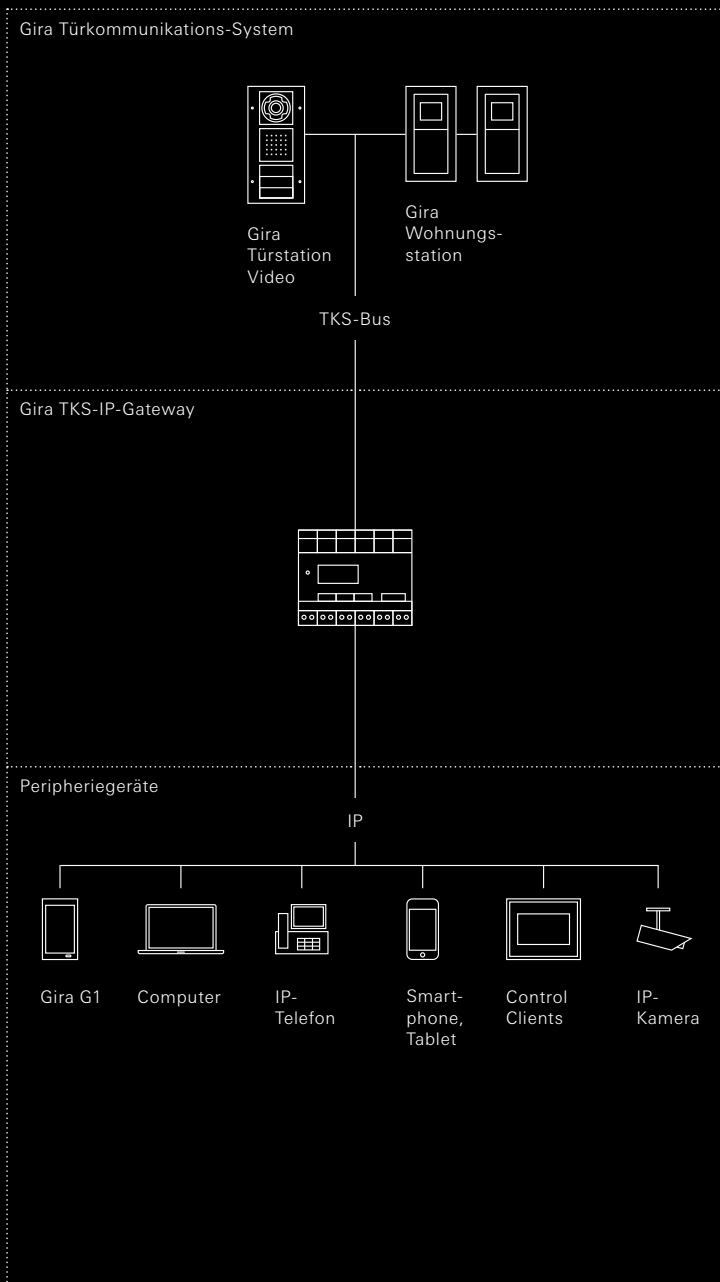 Gira Türkommunikations-System
Gira
Türstation
Video
Gira
Wohnungs-
station
TKS-Bus
Gira TKS-IP-Gateway
Peripheriegeräte
IP
Gira G1
Computer
IP-
Telefon
Smart-
phone,
Tablet
Control
Clients
IP-
Kamera